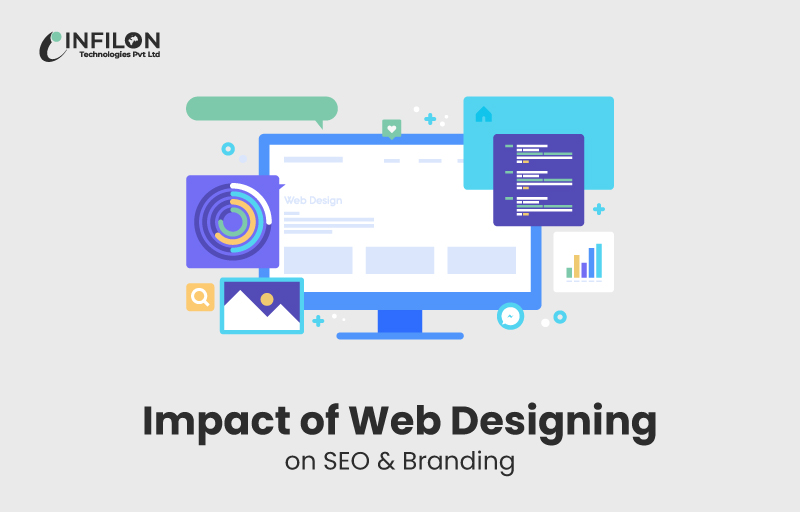 INFILON
Technologies Pvt Ltd
Web Design
Impact of Web Designing
on SEO & Branding